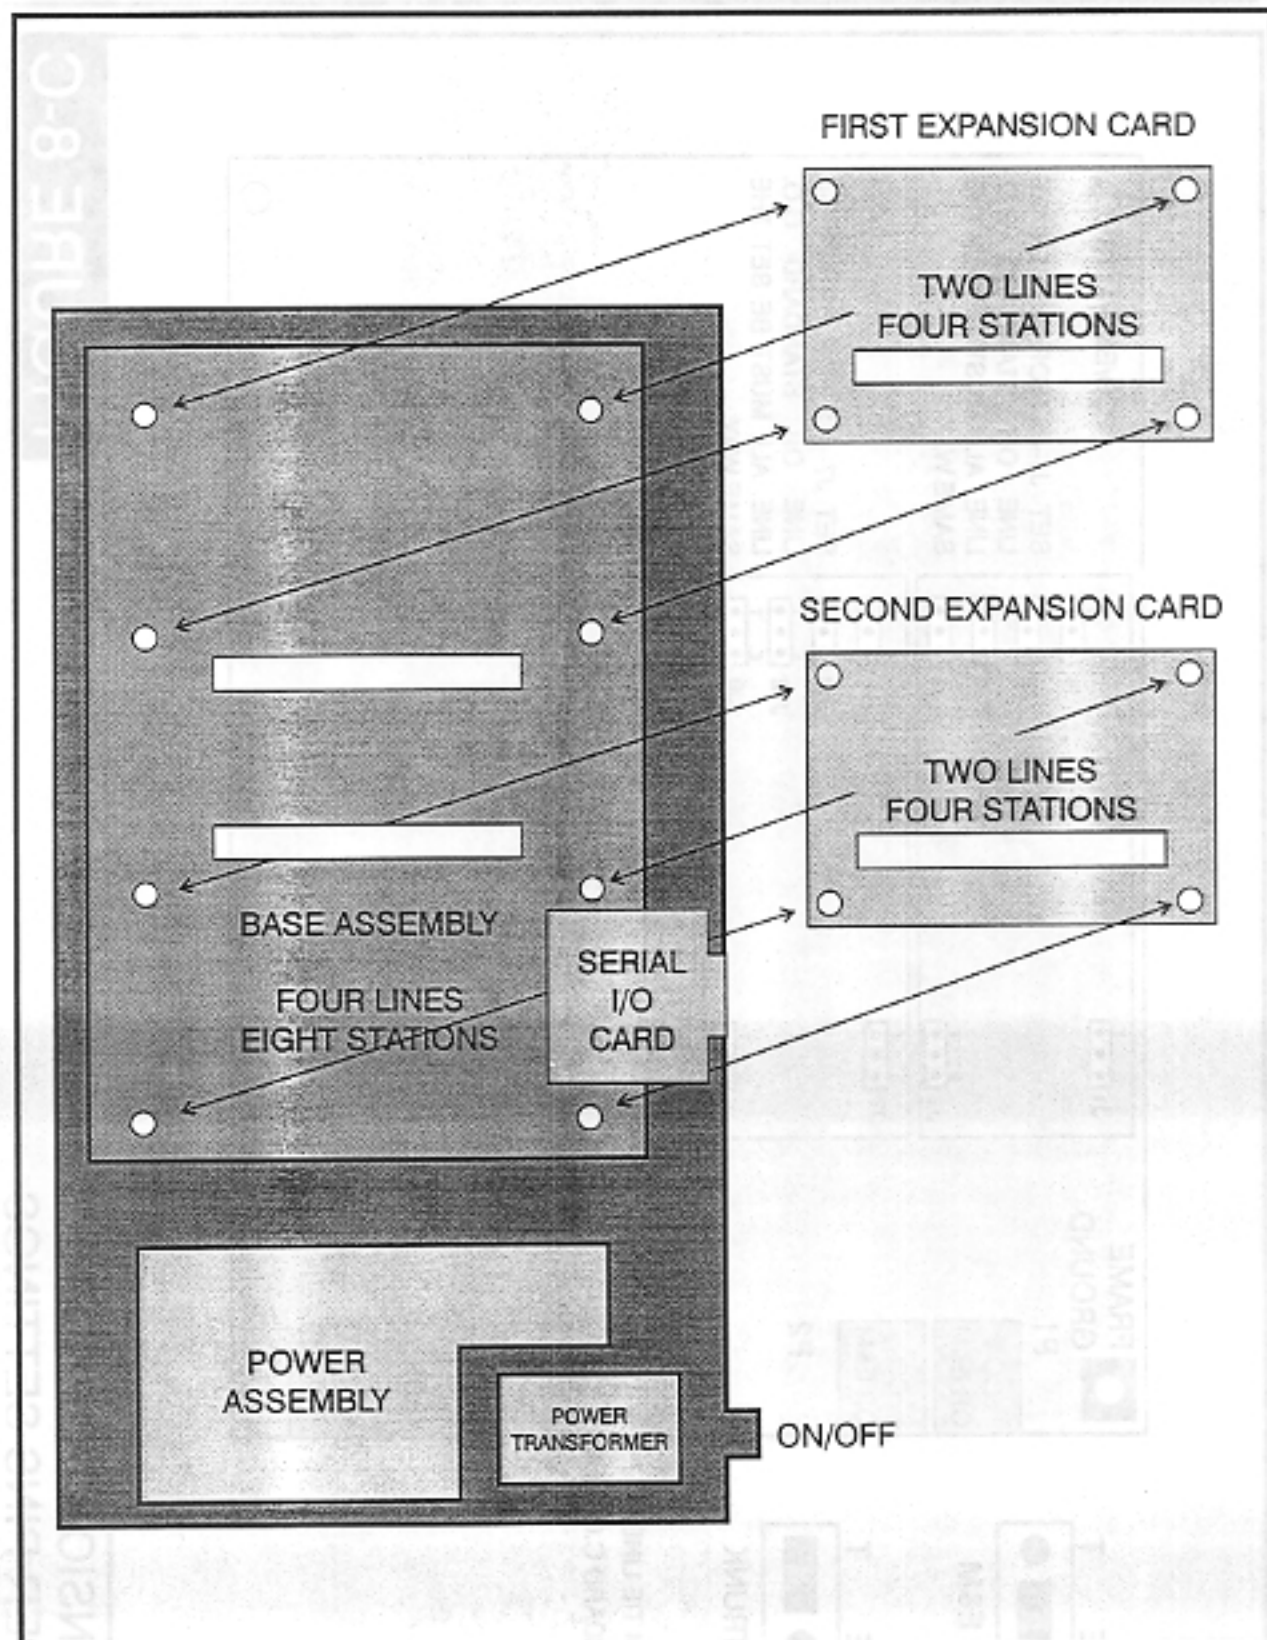 FIRST EXPANSION CARD
TWO LINES
FOUR STATIONS
SECOND EXPANSION CARD
TWO LINES
FOUR STATIONS
BASE ASSEMBLY
FOUR LINES
EIGHT STATIONS
SERIAL
I/O
CARD
POWER
ASSEMBLY
POWER
TRANSFORMER
ON/OFF